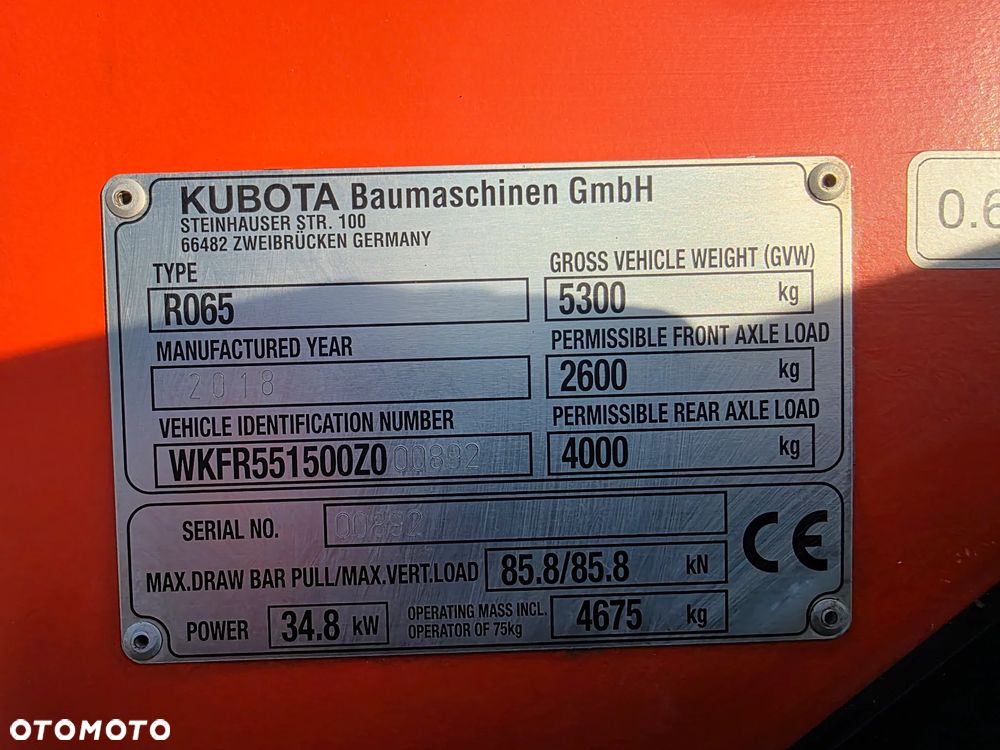 KUBOTA Baumaschinen GmbH
STEINHAUSER STR. 100
66482 ZWEIBRÜCKEN GERMANY
TYPE
R065
MANUFACTURED YEAR
2018
VEHICLE IDENTIFICATION NUMBER
WKFR551500Z000892
GROSS VEHICLE WEIGHT (GVW)
5300 kg
PERMISSIBLE FRONT AXLE LOAD
2600 kg
PERMISSIBLE REAR AXLE LOAD
4000 kg
SERIAL NO. 00892
MAX.DRAW BAR PULL/MAX.VERT.LOAD 85.8/85.8 kN
POWER 34.8 kW
OPERATING MASS INCL.
OPERATOR OF 75kg
4675 kg
CE
0.6
OTOMOTO